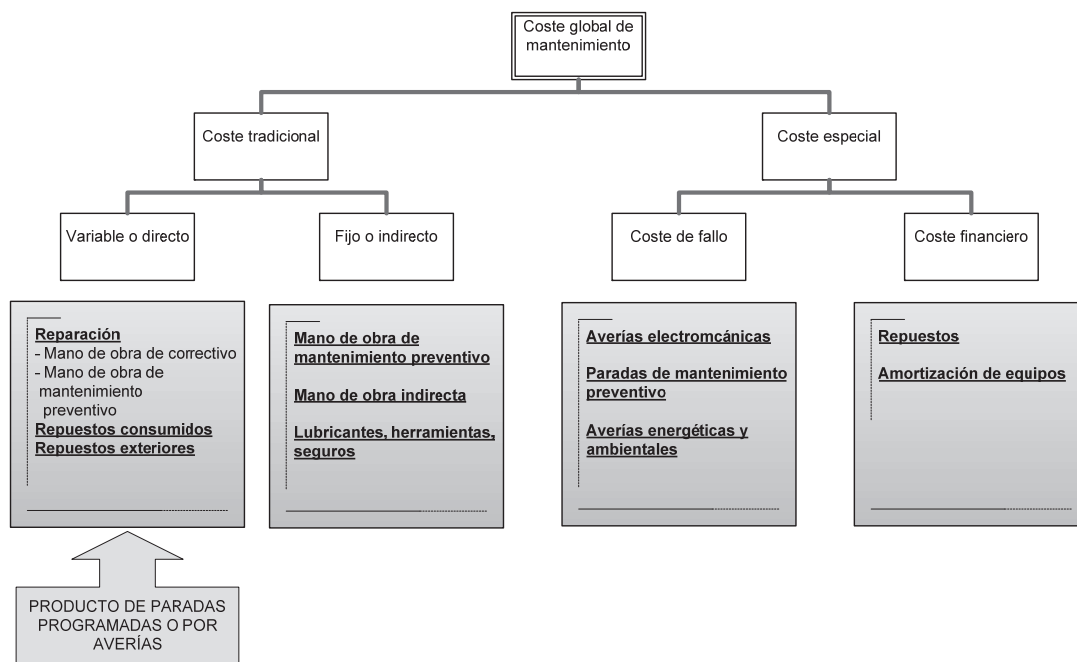 Coste global de
mantenimiento
Coste tradicional
Coste especial
Variable o directo
Fijo o indirecto
Coste de fallo
Coste financiero
Reparación
- Mano de obra de correctivo
- Mano de obra de
mantenimiento
preventivo
Repuestos consumidos
Repuestos exteriores
Mano de obra de
mantenimiento preventivo
Mano de obra indirecta
Lubricantes, herramientas,
seguros
Averías electromcánicas
Paradas de mantenimiento
preventivo
Averías energéticas y
ambientales
Repuestos
Amortización de equipos
PRODUCTO DE PARADAS
PROGRAMADAS O POR
AVERÍAS